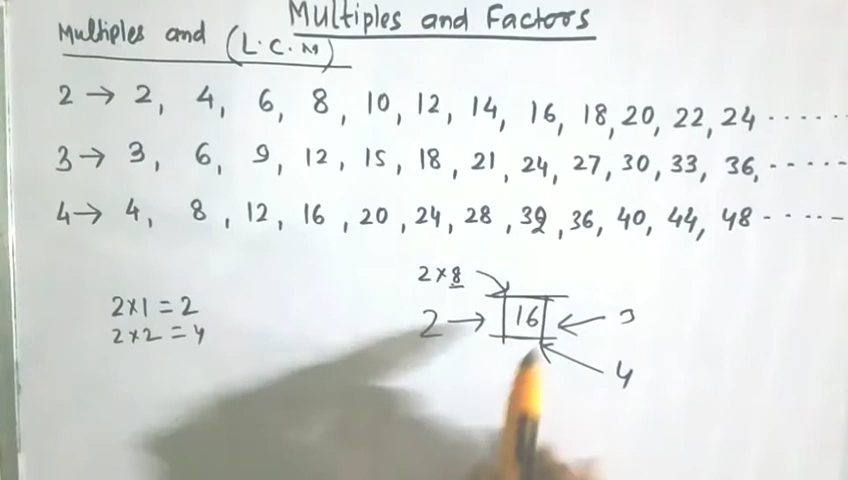 Multiples and Factors
Multiples and (L.C.M)
2 → 2, 4, 6, 8, 10, 12, 14, 16, 18, 20, 22, 24 ......
3 → 3, 6, 9, 12, 15, 18, 21, 24, 27, 30, 33, 36, ......
4 → 4, 8, 12, 16, 20, 24, 28, 32, 36, 40, 44, 48 ......
2×8
2×1 = 2
2×2 = 4
2 → 16 ← 3
4